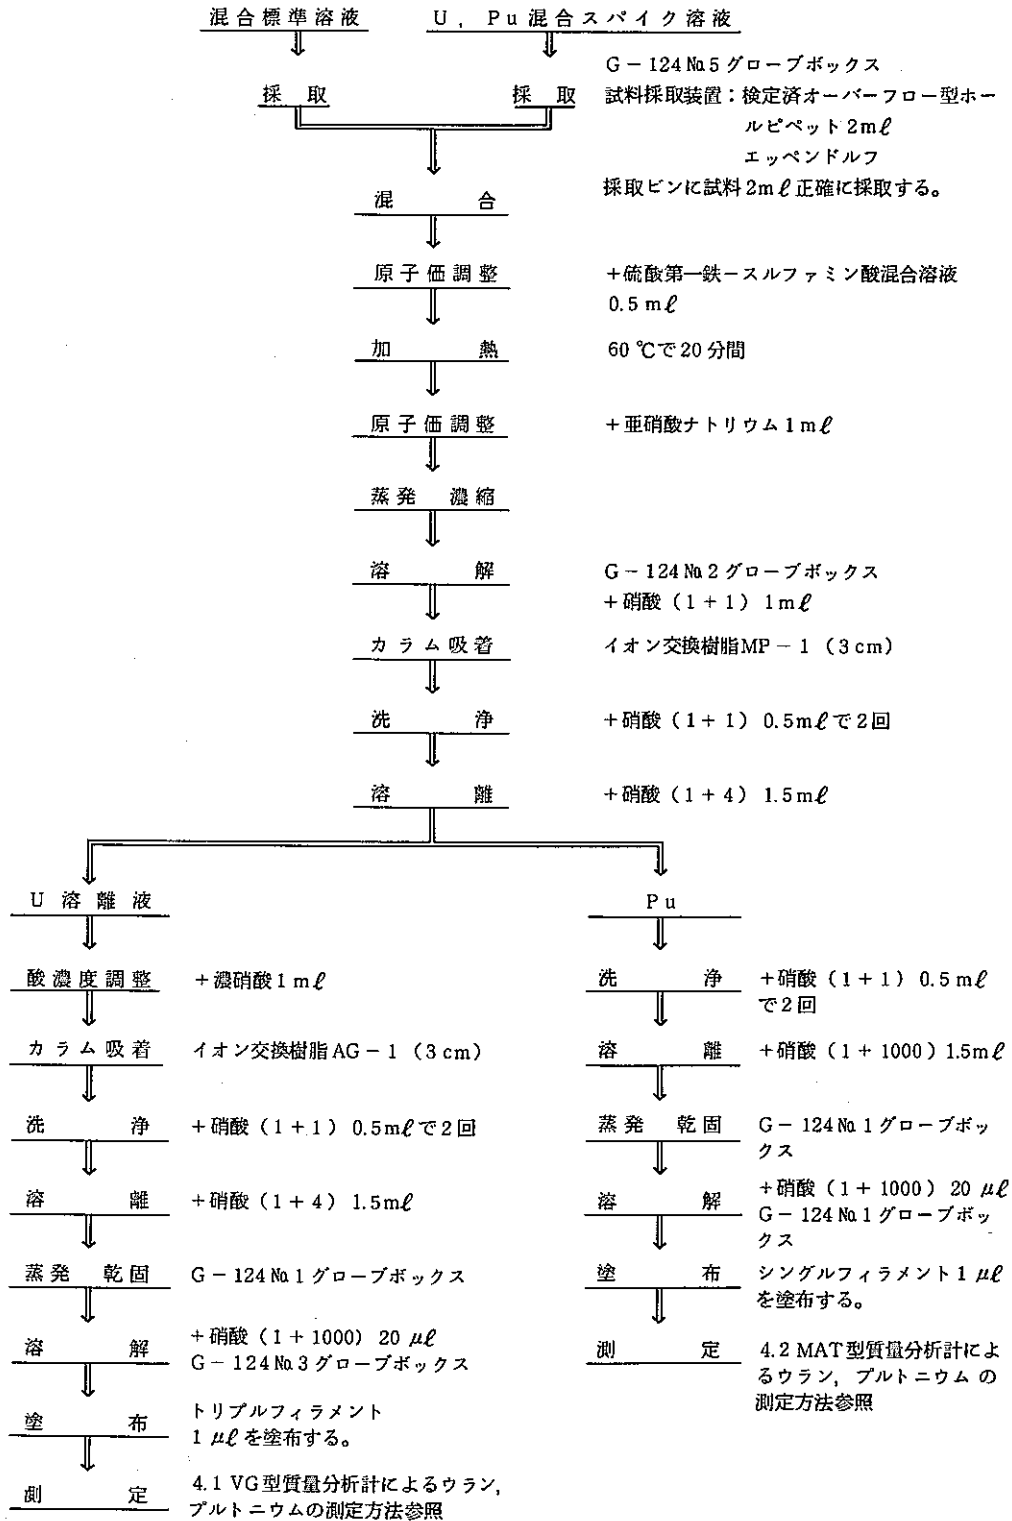 混合標準溶液
U，Pu混合スパイク溶液
採取
採取
G－124 №5グローブボックス
試料採取装置：検定済オーバーフロー型ホー
ルピペット2mℓ
エッペンドルフ
採取ビンに試料2mℓ正確に採取する。
混合
原子価調整
＋硫酸第一鉄－スルファミン酸混合溶液
0.5 mℓ
加熱
60 ℃で20分間
原子価調整
＋亜硝酸ナトリウム1mℓ
蒸発 濃縮
溶解
G－124 №2グローブボックス
＋硝酸（1＋1） 1mℓ
カラム吸着
イオン交換樹脂MP－1 （3cm）
洗浄
＋硝酸（1＋1） 0.5mℓで2回
溶離
＋硝酸（1＋4） 1.5mℓ
U溶離液
酸濃度調整
＋濃硝酸1mℓ
カラム吸着
イオン交換樹脂AG－1 （3cm）
洗浄
＋硝酸（1＋1） 0.5mℓで2回
溶離
＋硝酸（1＋4） 1.5mℓ
蒸発 乾固
G－124 №1グローブボックス
溶解
＋硝酸（1＋1000） 20 μℓ
G－124 №3グローブボックス
塗布
トリプルフィラメント
1 μℓを塗布する。
測定
4.1 VG型質量分析計によるウラン，
プルトニウムの測定方法参照
Pu
洗浄
＋硝酸（1＋1） 0.5 mℓ
で2回
溶離
＋硝酸（1＋1000）1.5mℓ
蒸発 乾固
G－124 №1グローブボッ
クス
溶解
＋硝酸（1＋1000） 20 μℓ
G－124 №1グローブボッ
クス
塗布
シングルフィラメント1 μℓ
を塗布する。
測定
4.2 MAT型質量分析計によ
るウラン，プルトニウム の
測定方法参照